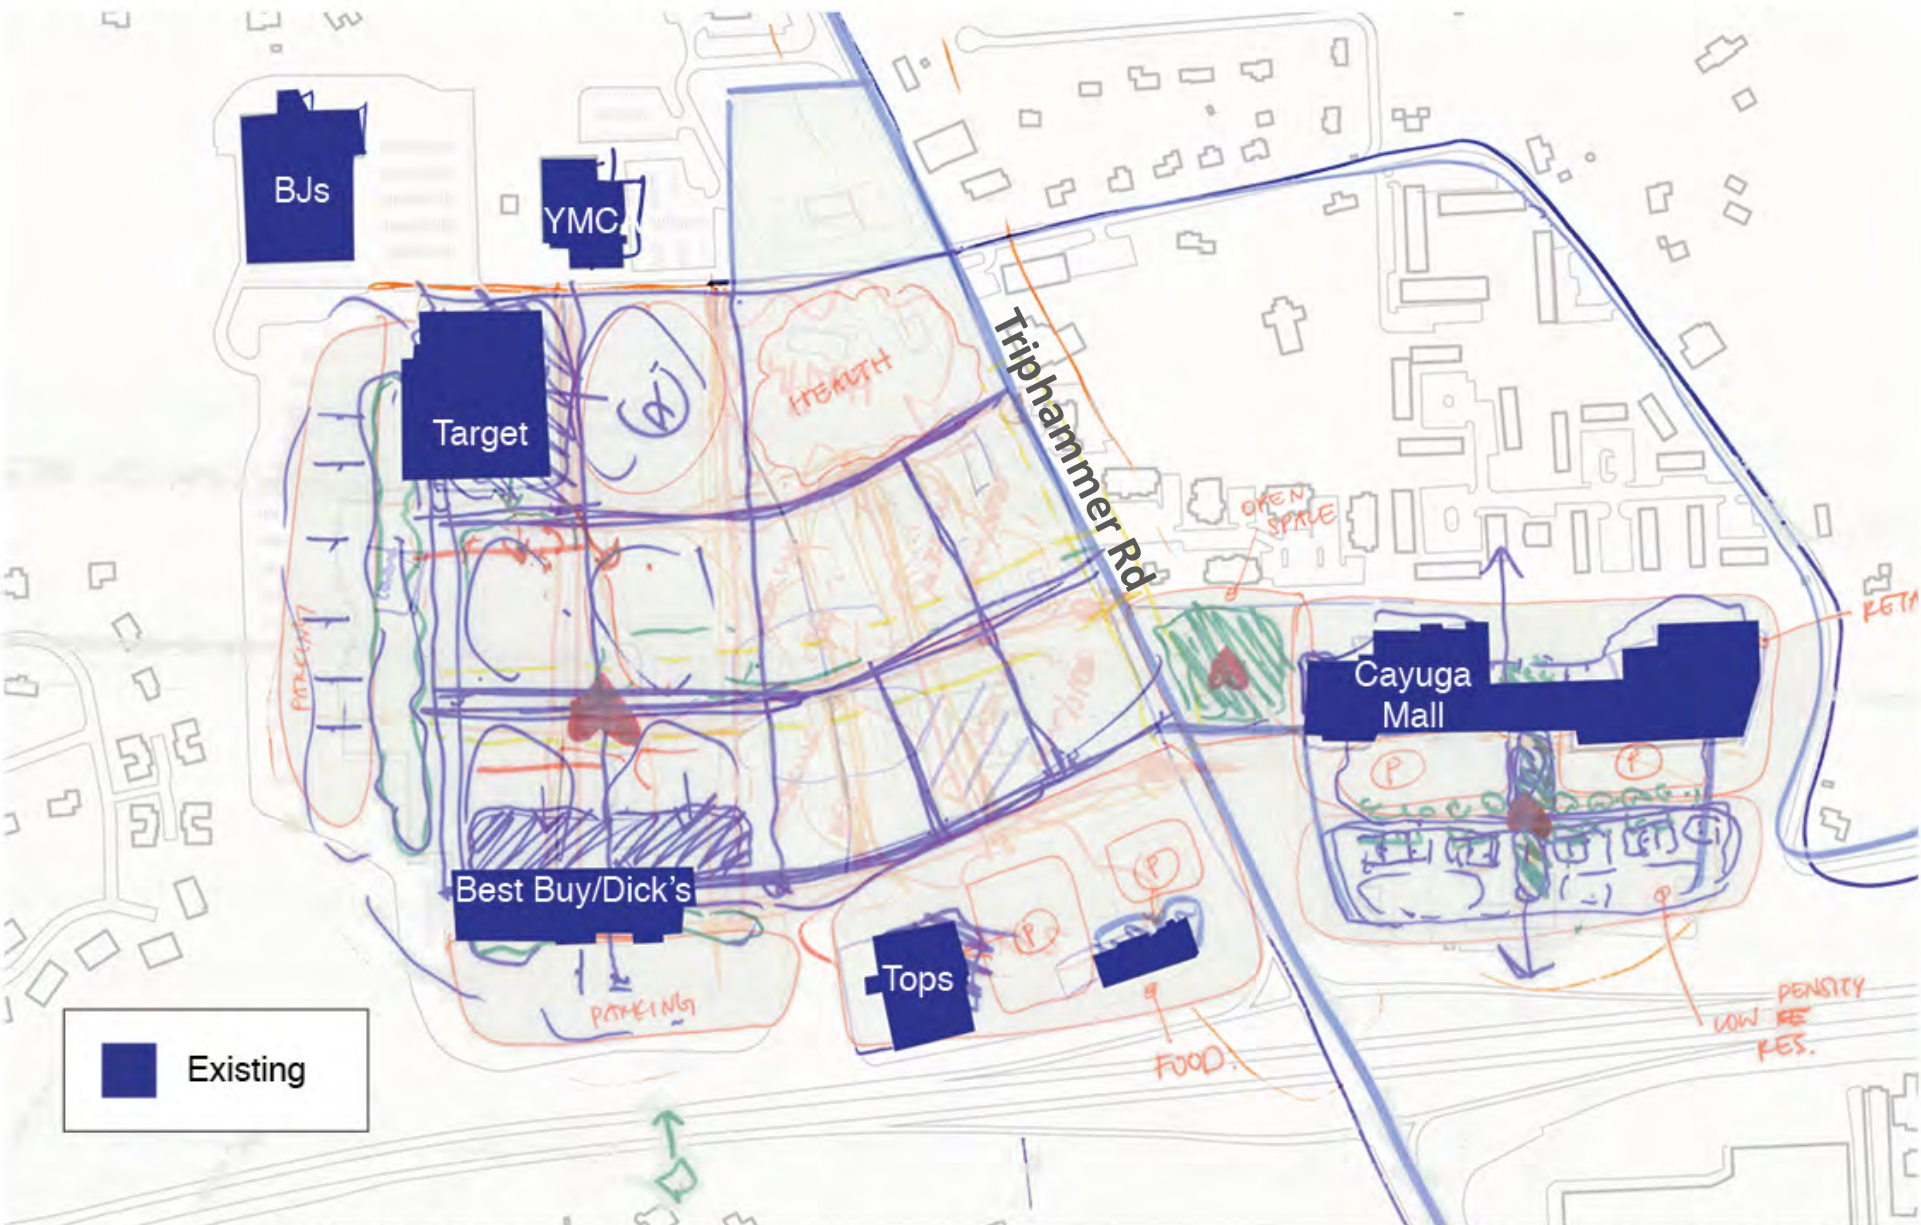 BJs
YMCA
Triphammer Rd
HEALTH
Target
OPEN
SPACE
PARKING
RETA
Cayuga
Mall
P
P
Best Buy/Dick's
P
P
Tops
PARKING
FOOD.
DENSITY
LOW RE
RES.
Existing